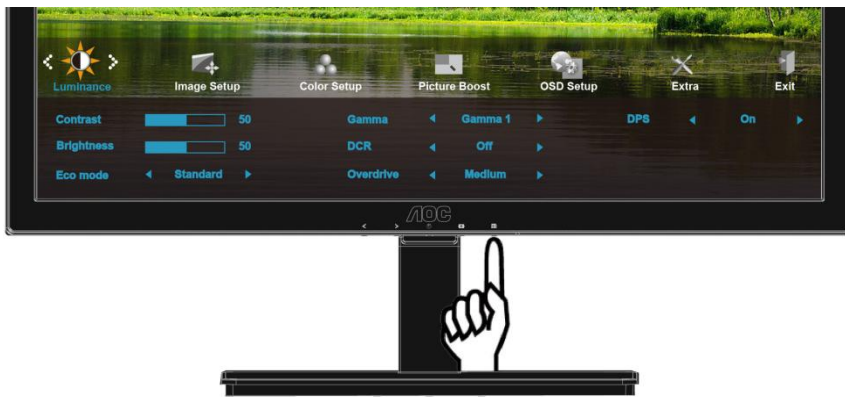 Luminance Image Setup Color Setup Picture Boost OSD Setup Extra Exit
Contrast 50 Gamma Gamma 1 DPS On
Brightness 50 DCR Off
Eco mode Standard Overdrive Medium
AOC